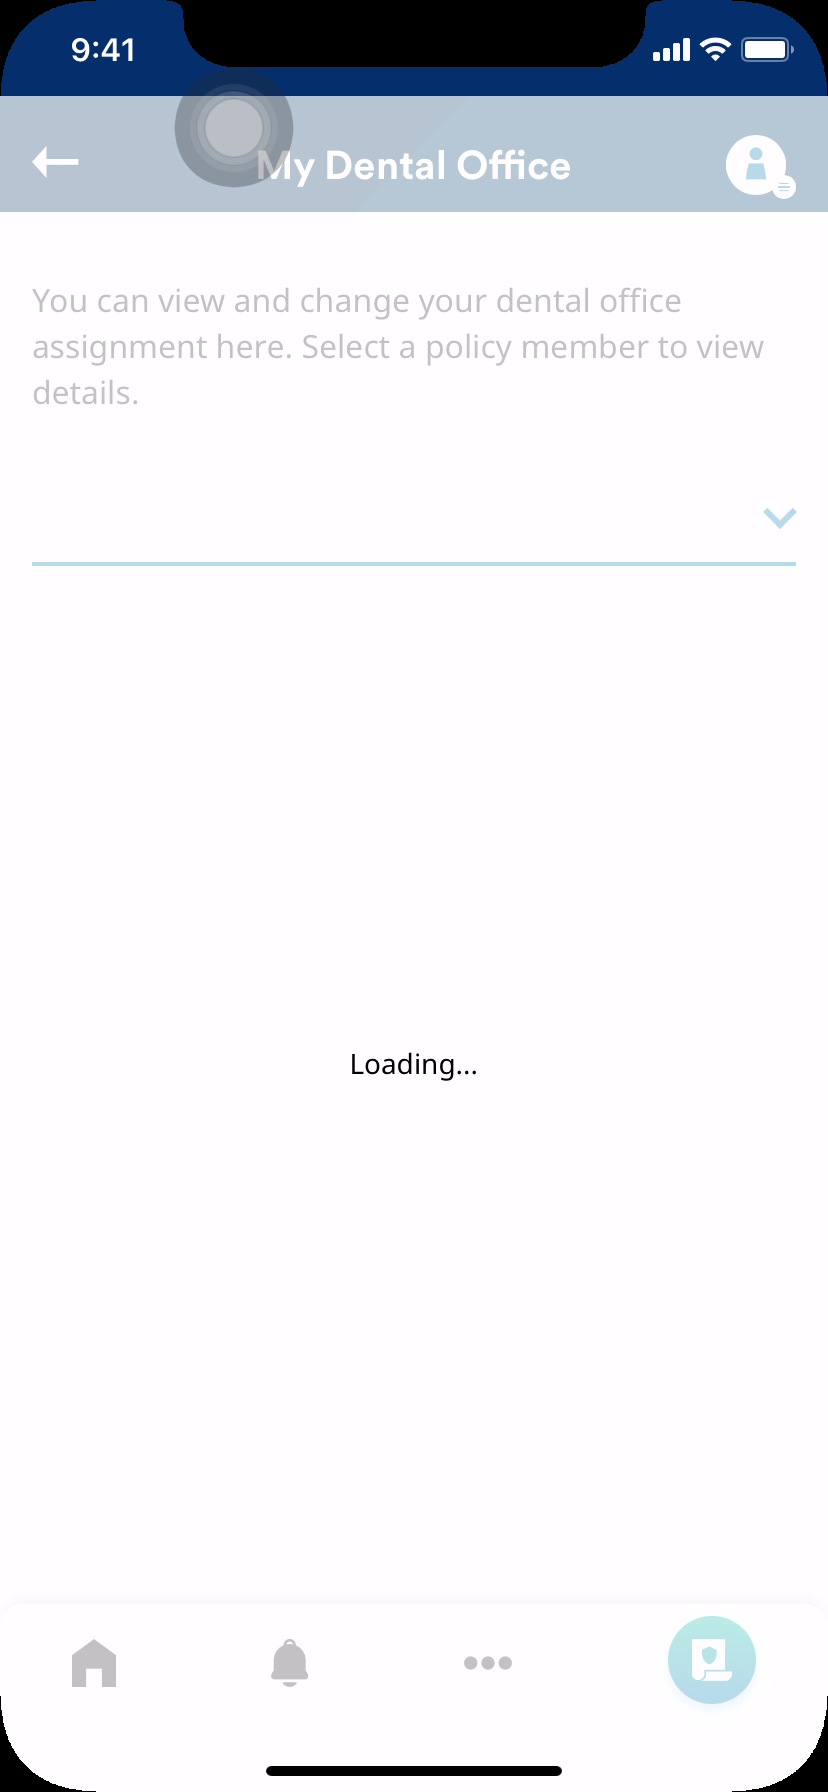 9:41
My Dental Office
You can view and change your dental office
assignment here. Select a policy member to view
details.
Loading...